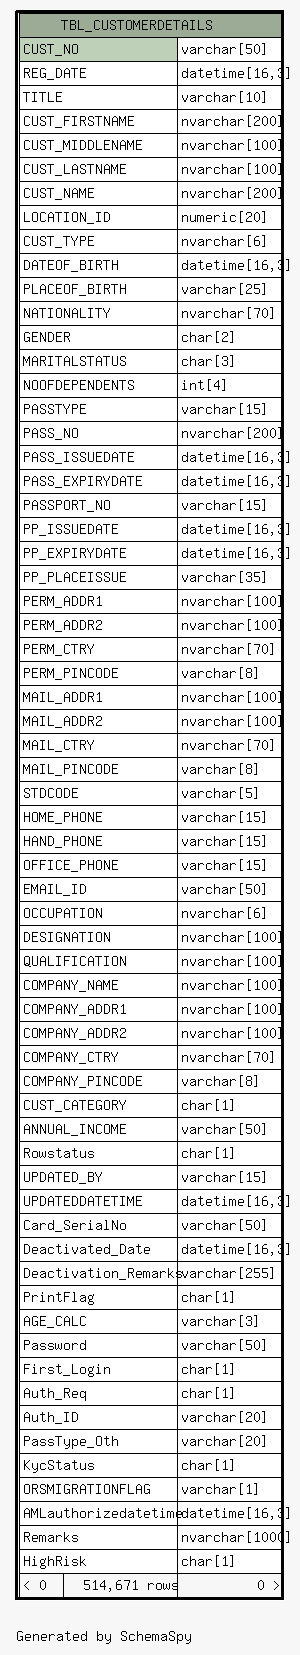 TBL_CUSTOMERDETAILS
CUST_NO varchar[50]
REG_DATE datetime[16,3]
TITLE varchar[10]
CUST_FIRSTNAME nvarchar[200]
CUST_MIDDLENAME nvarchar[100]
CUST_LASTNAME nvarchar[100]
CUST_NAME nvarchar[200]
LOCATION_ID numeric[20]
CUST_TYPE nvarchar[6]
DATEOF_BIRTH datetime[16,3]
PLACEOF_BIRTH varchar[25]
NATIONALITY nvarchar[70]
GENDER char[2]
MARITALSTATUS char[3]
NOOFDEPENDENTS int[4]
PASSTYPE varchar[15]
PASS_NO nvarchar[200]
PASS_ISSUEDATE datetime[16,3]
PASS_EXPIRYDATE datetime[16,3]
PASSPORT_NO varchar[15]
PP_ISSUEDATE datetime[16,3]
PP_EXPIRYDATE datetime[16,3]
PP_PLACEISSUE varchar[35]
PERM_ADDR1 nvarchar[100]
PERM_ADDR2 nvarchar[100]
PERM_CTRY nvarchar[70]
PERM_PINCODE varchar[8]
MAIL_ADDR1 nvarchar[100]
MAIL_ADDR2 nvarchar[100]
MAIL_CTRY nvarchar[70]
MAIL_PINCODE varchar[8]
STDCODE varchar[5]
HOME_PHONE varchar[15]
HAND_PHONE varchar[15]
OFFICE_PHONE varchar[15]
EMAIL_ID varchar[50]
OCCUPATION nvarchar[6]
DESIGNATION nvarchar[100]
QUALIFICATION nvarchar[100]
COMPANY_NAME nvarchar[100]
COMPANY_ADDR1 nvarchar[100]
COMPANY_ADDR2 nvarchar[100]
COMPANY_CTRY nvarchar[70]
COMPANY_PINCODE varchar[8]
CUST_CATEGORY char[1]
ANNUAL_INCOME varchar[50]
Rowstatus char[1]
UPDATED_BY varchar[15]
UPDATEDDATETIME datetime[16,3]
Card_SerialNo varchar[50]
Deactivated_Date datetime[16,3]
Deactivation_Remarks varchar[255]
PrintFlag char[1]
AGE_CALC varchar[3]
Password varchar[50]
First_Login char[1]
Auth_Req char[1]
Auth_ID varchar[20]
PassType_Oth varchar[20]
KycStatus char[1]
ORSMIGRATIONFLAG varchar[1]
AMLauthorizedatetime datetime[16,3]
Remarks nvarchar[1000]
HighRisk char[1]
< 0 514,671 rows 0 >
Generated by SchemaSpy